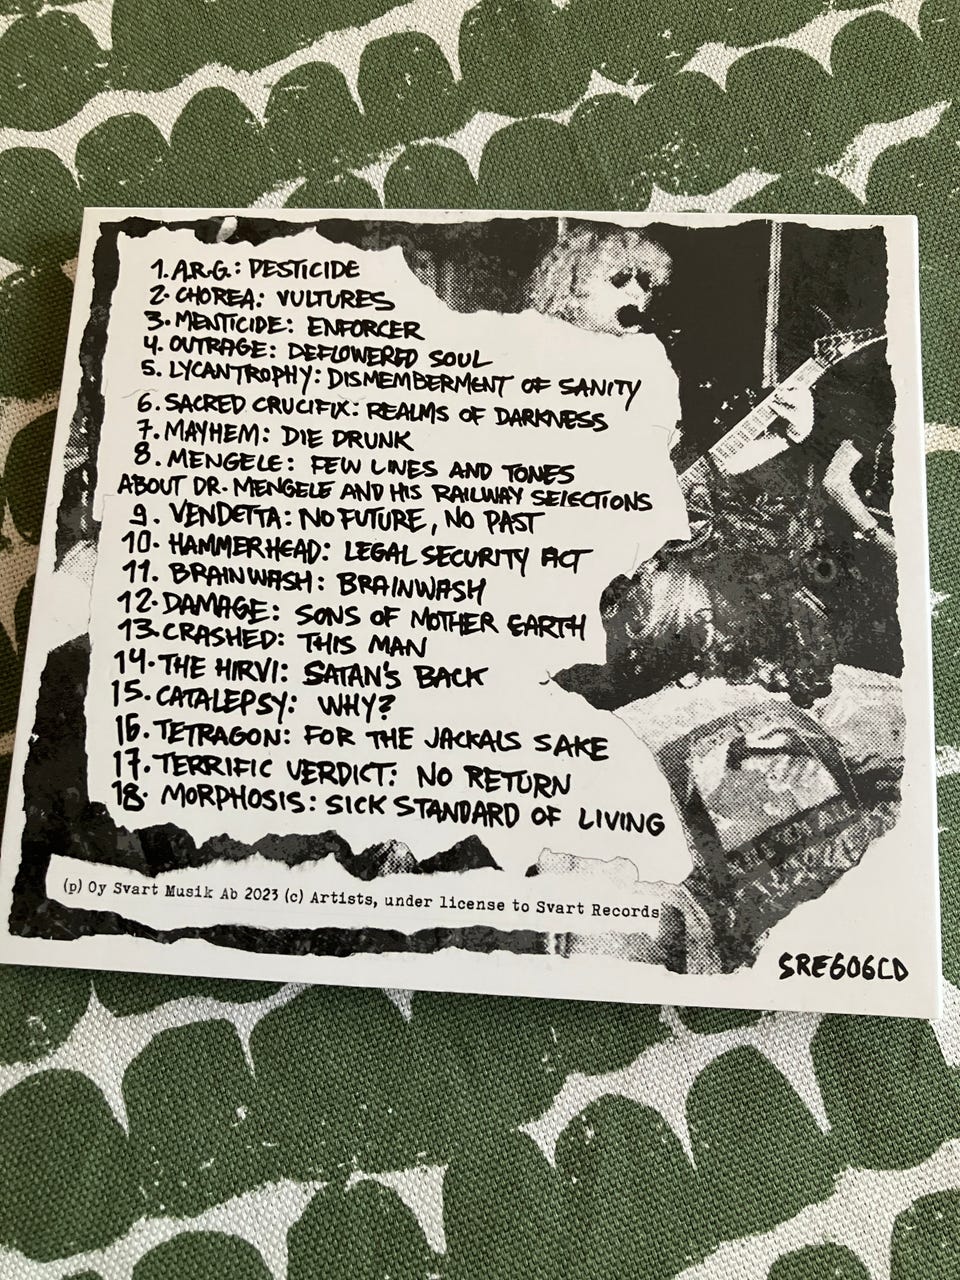 1. A.R.G.: PESTICIDE
2. CHOREA: VULTURES
3. MENTICIDE: ENFORCER
4. OUTRAGE: DEFLOWERED SOUL
5. LYCANTROPHY: DISMEMBERMENT OF SANITY
6. SACRED CRUCIFIX: REALMS OF DARKNESS
7. MAYHEM: DIE DRUNK
8. MENGELE: FEW LINES AND TONES
ABOUT DR. MENGELE AND HIS RAILWAY SELECTIONS
9. VENDETTA: NO FUTURE, NO PAST
10. HAMMERHEAD: LEGAL SECURITY ACT
11. BRAINWASH: BRAINWASH
12. DAMAGE: SONS OF MOTHER EARTH
13. CRASHED: THIS MAN
14. THE HIRVI: SATAN'S BACK
15. CATALEPSY: WHY?
16. TETRAGON: FOR THE JACKALS SAKE
17. TERRIFIC VERDICT: NO RETURN
18. MORPHOSIS: SICK STANDARD OF LIVING
(p) Oy Svart Musik Ab 2023 (c) Artists, under license to Svart Records
SRE606CD